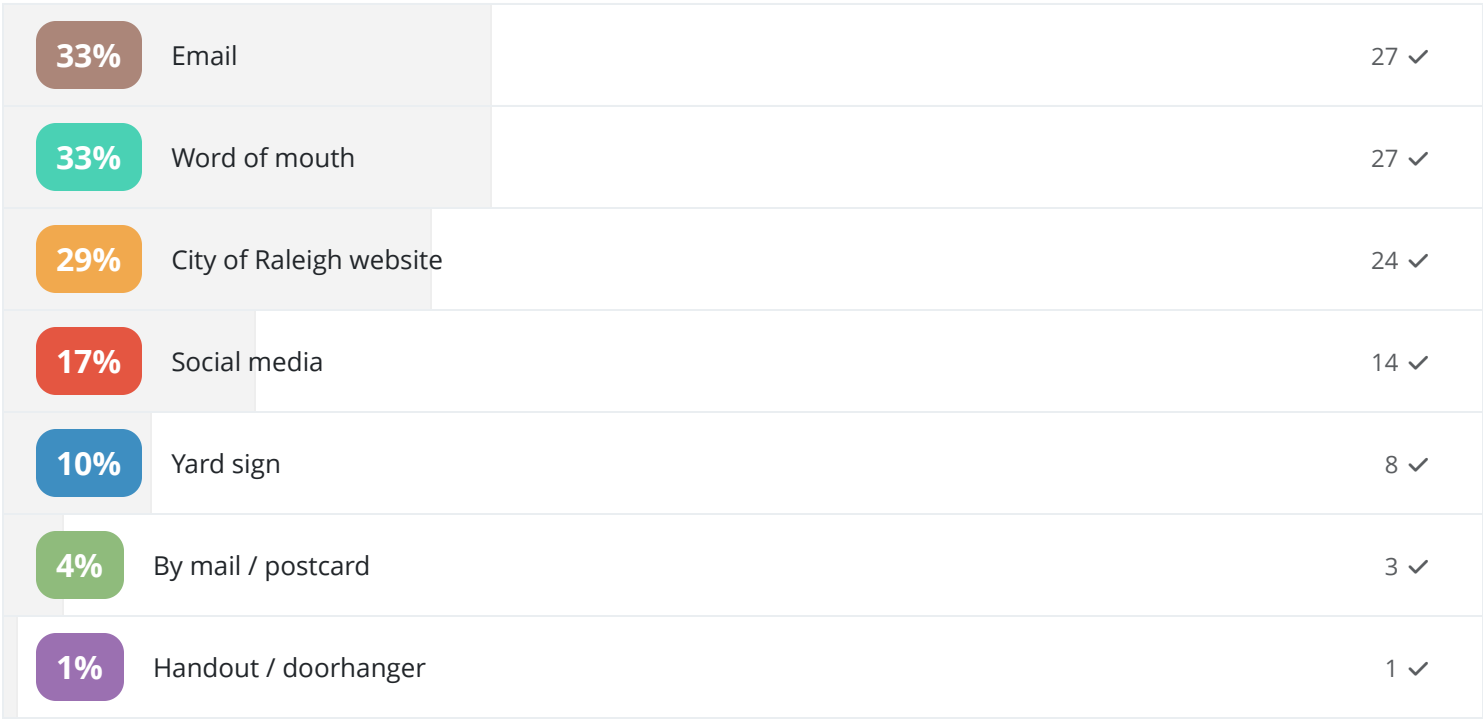 33% Email 27
33% Word of mouth 27
29% City of Raleigh website 24
17% Social media 14
10% Yard sign 8
4% By mail / postcard 3
1% Handout / doorhanger 1